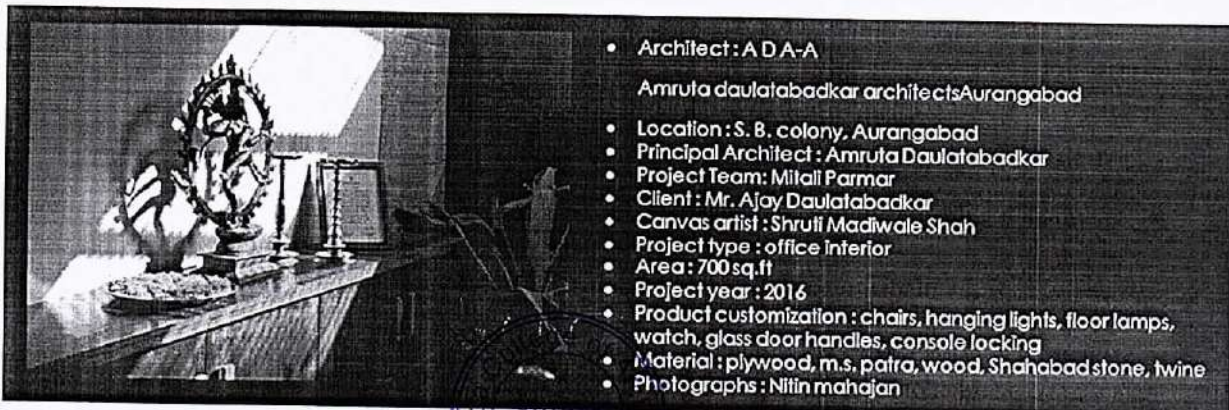 • Architect : A D A-A
Amruta daulatabadkar architectsAurangabad
• Location : S. B. colony, Aurangabad
• Principal Architect : Amruta Daulatabadkar
• Project Team: Mitali Parmar
• Client : Mr. Ajay Daulatabadkar
• Canvas artist : Shruti Madiwale Shah
• Project type : office interior
• Area : 700 sq.ft
• Project year : 2016
• Product customization : chairs, hanging lights, floor lamps,
watch, glass door handles, console locking
• Material : plywood, m.s. patra, wood, Shahabad stone, twine
• Photographs : Nitin mahajan